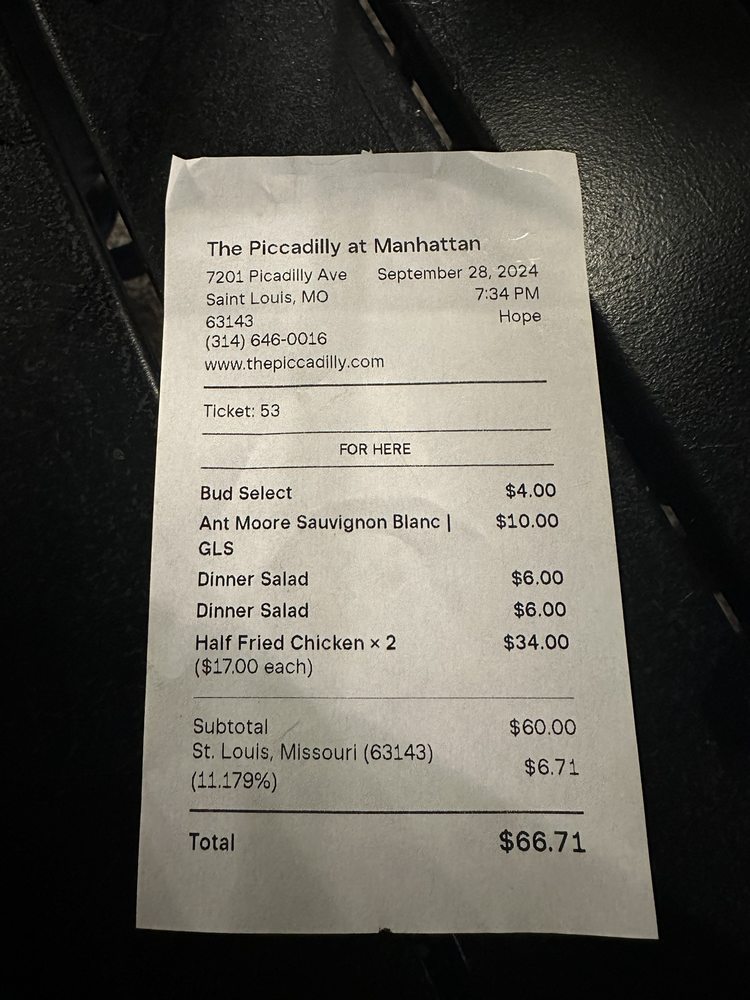 The Piccadilly at Manhattan
7201 Picadilly Ave September 28, 2024
Saint Louis, MO 7:34 PM
63143 Hope
(314) 646-0016
www.thepiccadilly.com
Ticket: 53
FOR HERE
Bud Select $4.00
Ant Moore Sauvignon Blanc | $10.00
GLS
Dinner Salad $6.00
Dinner Salad $6.00
Half Fried Chicken × 2 $34.00
($17.00 each)
Subtotal $60.00
St. Louis, Missouri (63143) $6.71
(11.179%)
Total $66.71